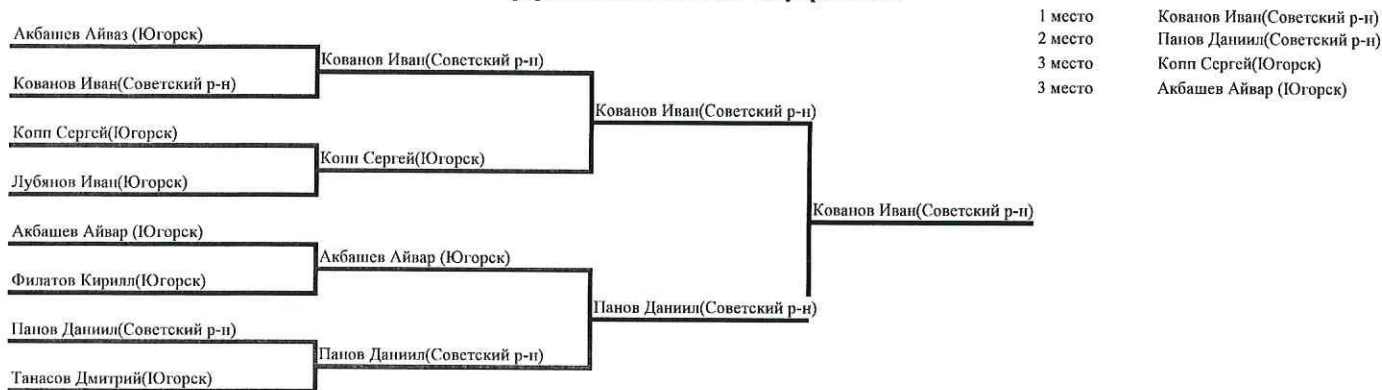 Акбашев Айваз (Югорск)
Кованов Иван(Советский р-н)
Копп Сергей(Югорск)
Лубянов Иван(Югорск)
Акбашев Айвар (Югорск)
Филатов Кирилл(Югорск)
Панов Даниил(Советский р-н)
Танасов Дмитрий(Югорск)
Кованов Иван(Советский р-н)
Копп Сергей(Югорск)
Акбашев Айвар (Югорск)
Панов Даниил(Советский р-н)
Кованов Иван(Советский р-н)
Панов Даниил(Советский р-н)
Кованов Иван(Советский р-н)
1 место Кованов Иван(Советский р-н)
2 место Панов Даниил(Советский р-н)
3 место Копп Сергей(Югорск)
3 место Акбашев Айвар (Югорск)